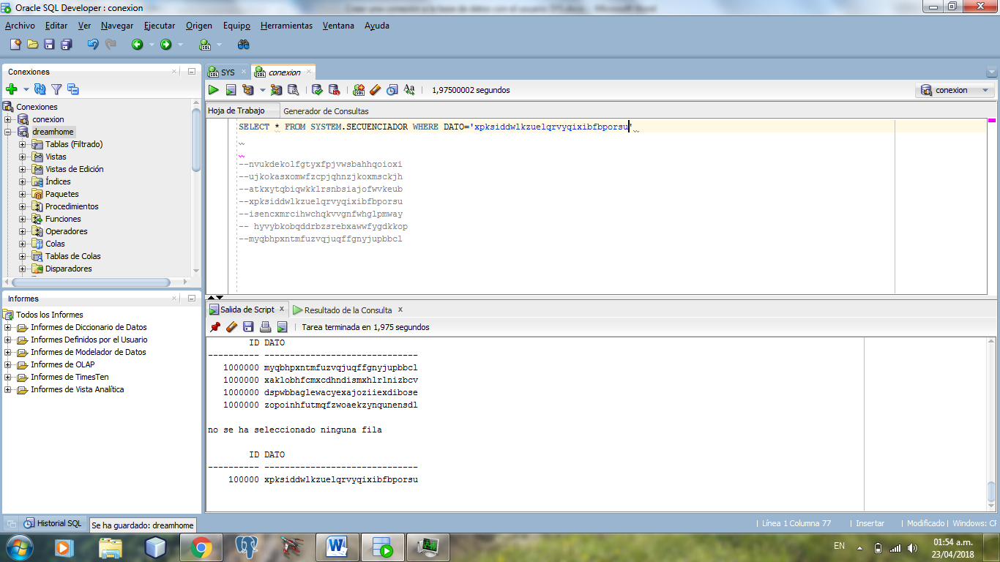 Oracle SQL Developer : conexion
Archivo Editar Ver Navegar Ejecutar Origen Equipo Herramientas Ventana Ayuda
Conexiones
Conexiones
conexion
dreamhome
Tablas (Filtrado)
Vistas
Vistas de Edición
Índices
Paquetes
Procedimientos
Funciones
Operadores
Colas
Tablas de Colas
Disparadores
Informes
Todos los Informes
Informes de Diccionario de Datos
Informes Definidos por el Usuario
Informes de Modelador de Datos
Informes de OLAP
Informes de TimesTen
Informes de Vista Analítica
SYS conexion
1,97500002 segundos
conexion
Hoja de Trabajo Generador de Consultas
SELECT * FROM SYSTEM.SECUENCIADOR WHERE DATO='xpksiddwlkzuelqrvyqixibfbporsu'
--nvukdekolfgtyxfpjvwsbahhqoioxi
--ujkokasxomwfzcpjqhnzjkoxmsckjh
--atkxytqbiqwkklrsnbsiajofwvkeub
--xpksiddwlkzuelqrvyqixibfbporsu
--isencxmrcihwchqkvvgnfwhglpmway
-- hyvybkobqddrbzsrebxawwfygdkkop
--myqbhpxntmfuzvqjuqffgnyjupbbcl
Salida de Script Resultado de la Consulta
Tarea terminada en 1,975 segundos
ID DATO
---------- ------------------------------
1000000 myqbhpxntmfuzvqjuqffgnyjupbbcl
1000000 xaklobhfcmxcdhndismxhlrlnizbcv
1000000 dspwbbaglewacyexajoziiexdibose
1000000 zopoinhfutmqfzwoaekzynqunensdl
no se ha seleccionado ninguna fila
ID DATO
---------- ------------------------------
100000 xpksiddwlkzuelqrvyqixibfbporsu
Historial SQL
Se ha guardado: dreamhome
Línea 1 Columna 77 Insertar Modificado Windows: CF
EN
01:54 a.m.
23/04/2018